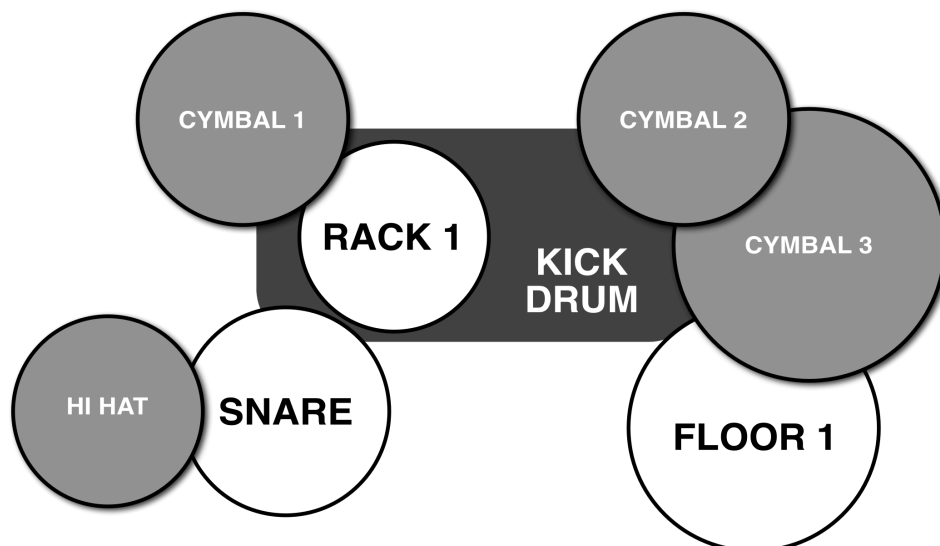 CYMBAL 1
CYMBAL 2
RACK 1
CYMBAL 3
KICK
DRUM
HI HAT
SNARE
FLOOR 1